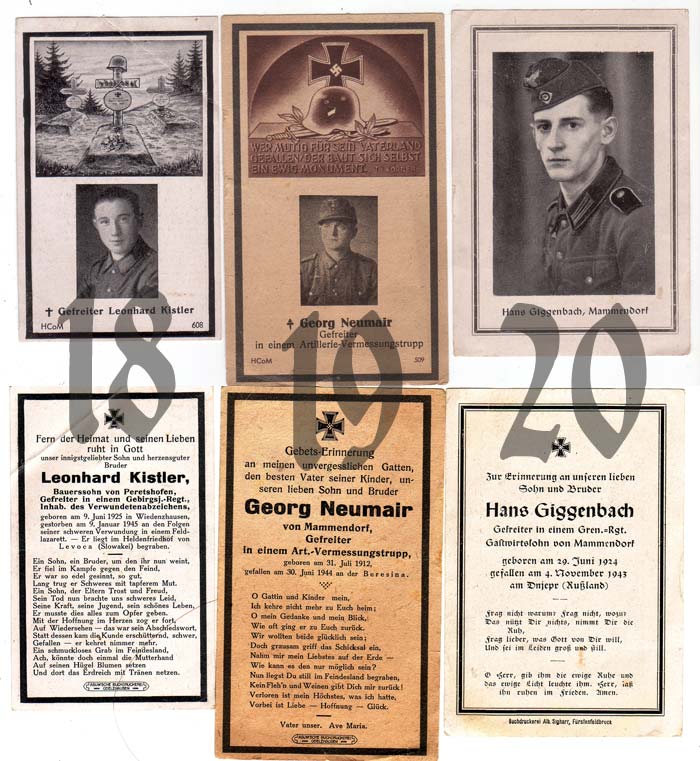 WER MUTIG FÜR SEIN VATERLAND
GEFALLEN/DER BAUT SICH SELBST
EIN EWIG MONUMENT.
✝ Gefreiter Leonhard Kistler
HCoM 608
✝ Georg Neumair
Gefreiter
in einem Artillerie-Vermessungstrupp
HCoM 509
Hans Giggenbach, Mammendorf
18 19 20
Fern der Heimat und seinen Lieben
ruht in Gott
unser innigstgeliebter Sohn und herzensguter
Bruder
Leonhard Kistler,
Bauerssohn von Peretshofen,
Gefreiter in einem Gebirgsj.-Regt.,
Inhab. des Verwundetenabzeichens,
geboren am 9. Juni 1925 in Wiedenzhausen,
gestorben am 9. Januar 1945 an den Folgen
seiner schweren Verwundung in einem Feld-
lazarett. — Er liegt im Heldenfriedhof von
Levoca (Slowakei) begraben.
Ein Sohn, ein Bruder, um den ihr nun weint,
Er fiel im Kampfe gegen den Feind,
Er war so edel gesinnt, so gut,
Lang trug er Schweres mit tapferem Mut.
Ein Sohn, der Eltern Trost und Freud,
Sein Tod nun brachte uns schweres Leid,
Seine Kraft, seine Jugend, sein schönes Leben,
Er musste dies alles zum Opfer geben.
Mit der Hoffnung im Herzen zog er fort,
Auf Wiedersehen — das war sein Abschiedswort,
Statt dessen kam die Kunde erschütternd, schwer,
Gefallen — er kehret nimmer mehr.
Ein schmuckloses Grab im Feindesland,
Ach, könnte doch einmal die Mutterhand
Auf seinen Hügel Blumen setzen
Und dort das Erdreich mit Tränen netzen.
ODELZHAUSEN
Gebets-Erinnerung
an meinen unvergesslichen Gatten,
den besten Vater seiner Kinder, un-
seren lieben Sohn und Bruder
Georg Neumair
von Mammendorf,
Gefreiter
in einem Art.-Vermessungstrupp,
geboren am 31. Juli 1912,
gefallen am 30. Juni 1944 an der Beresina.
O Gattin und Kinder mein,
Ich kehre nicht mehr zu Euch heim;
O mein Gedanke und mein Blick,
Wie oft ging er zu Euch zurück.
Wir wollten beide glücklich sein;
Doch grausam griff das Schicksal ein,
Nahm mir mein Liebstes auf der Erde —
Wie kann es den nur möglich sein?
Nun liegst Du still im Feindesland begraben,
Kein Fleh'n und Weinen gibt Dich mir zurück!
Verloren ist mein Höchstes, was ich hatte,
Vorbei ist Liebe — Hoffnung — Glück.
Vater unser. Ave Maria.
ODELZHAUSEN
Zur Erinnerung an unseren lieben
Sohn und Bruder
Hans Giggenbach
Gefreiter in einem Gren.-Rgt.
Gastwirtsohn von Mammendorf
geboren am 29. Juni 1924
gefallen am 4. November 1943
am Dnjepr (Rußland)
Frag nicht warum? Frag nicht, wozu?
Das nützt Dir nichts, nimmt Dir die
Ruh,
Frag lieber, was Gott von Dir will,
Und sei im Leiden groß und still.
O Herr, gib ihm die ewige Ruhe und
das ewige Licht leuchte ihm. Herr, laß
ihn ruhen im Frieden. Amen.
Buchdruckerei Alb. Sighart, Fürstenfeldbruck